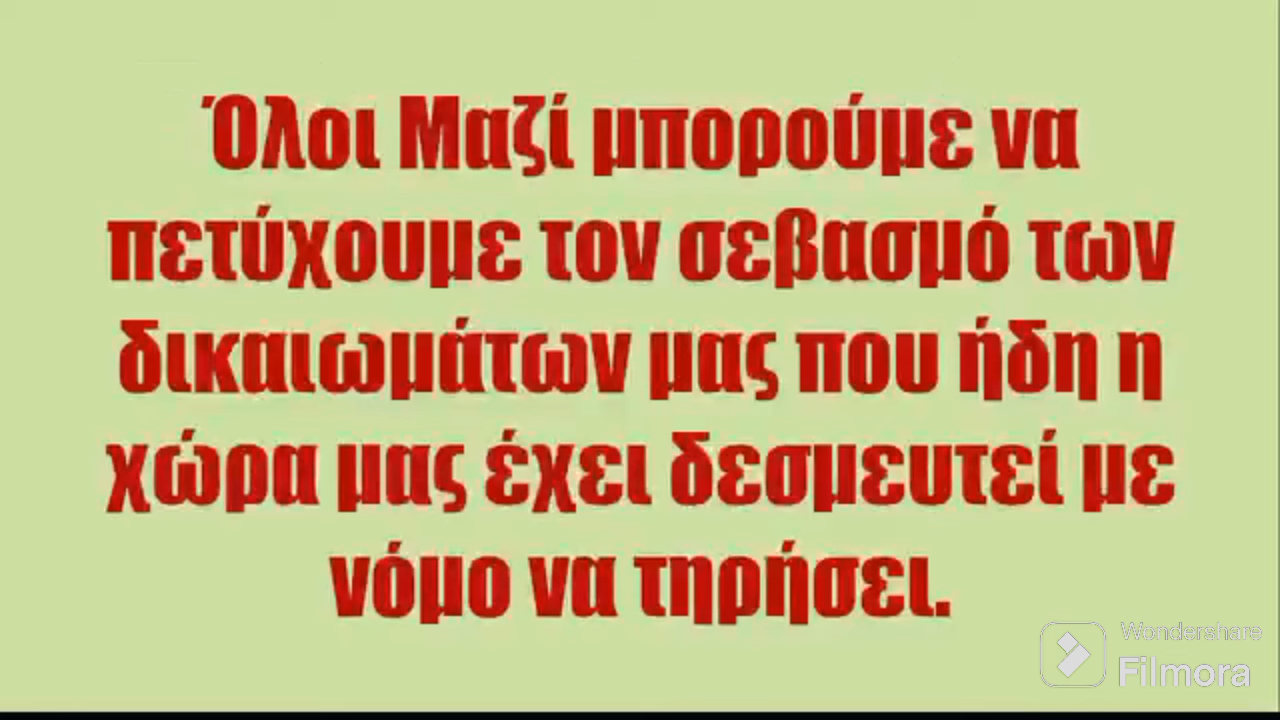 Όλοι Μαζί μπορούμε να
πετύχουμε τον σεβασμό των
δικαιωμάτων μας που ήδη η
χώρα μας έχει δεσμευτεί με
νόμο να τηρήσει.
Wondershare
Filmora